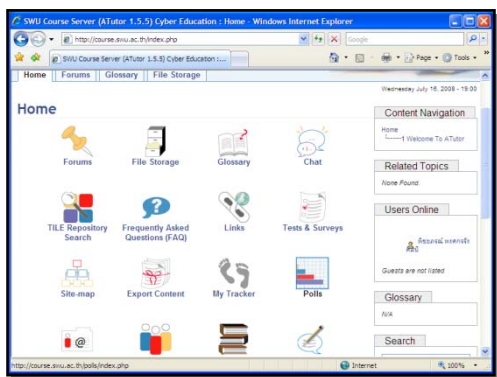 SWU Course Server (ATutor 1.5.5) Cyber Education : Home - Windows Internet Explorer
http://course.swu.ac.th/index.php
Google
SWU Course Server (ATutor 1.5.5) Cyber Education :...
Page
Tools
Home Forums Glossary File Storage
Wednesday July 16, 2008 - 19:00
Home
Content Navigation
Home
1 Welcome To ATutor
Forums
File Storage
Glossary
Chat
Related Topics
None Found.
Users Online
TILE Repository Search
Frequently Asked Questions (FAQ)
Links
Tests & Surveys
Guests are not listed
Site-map
Export Content
My Tracker
Polls
Glossary
N/A
Search
http://course.swu.ac.th/polls/index.php
Internet
100%